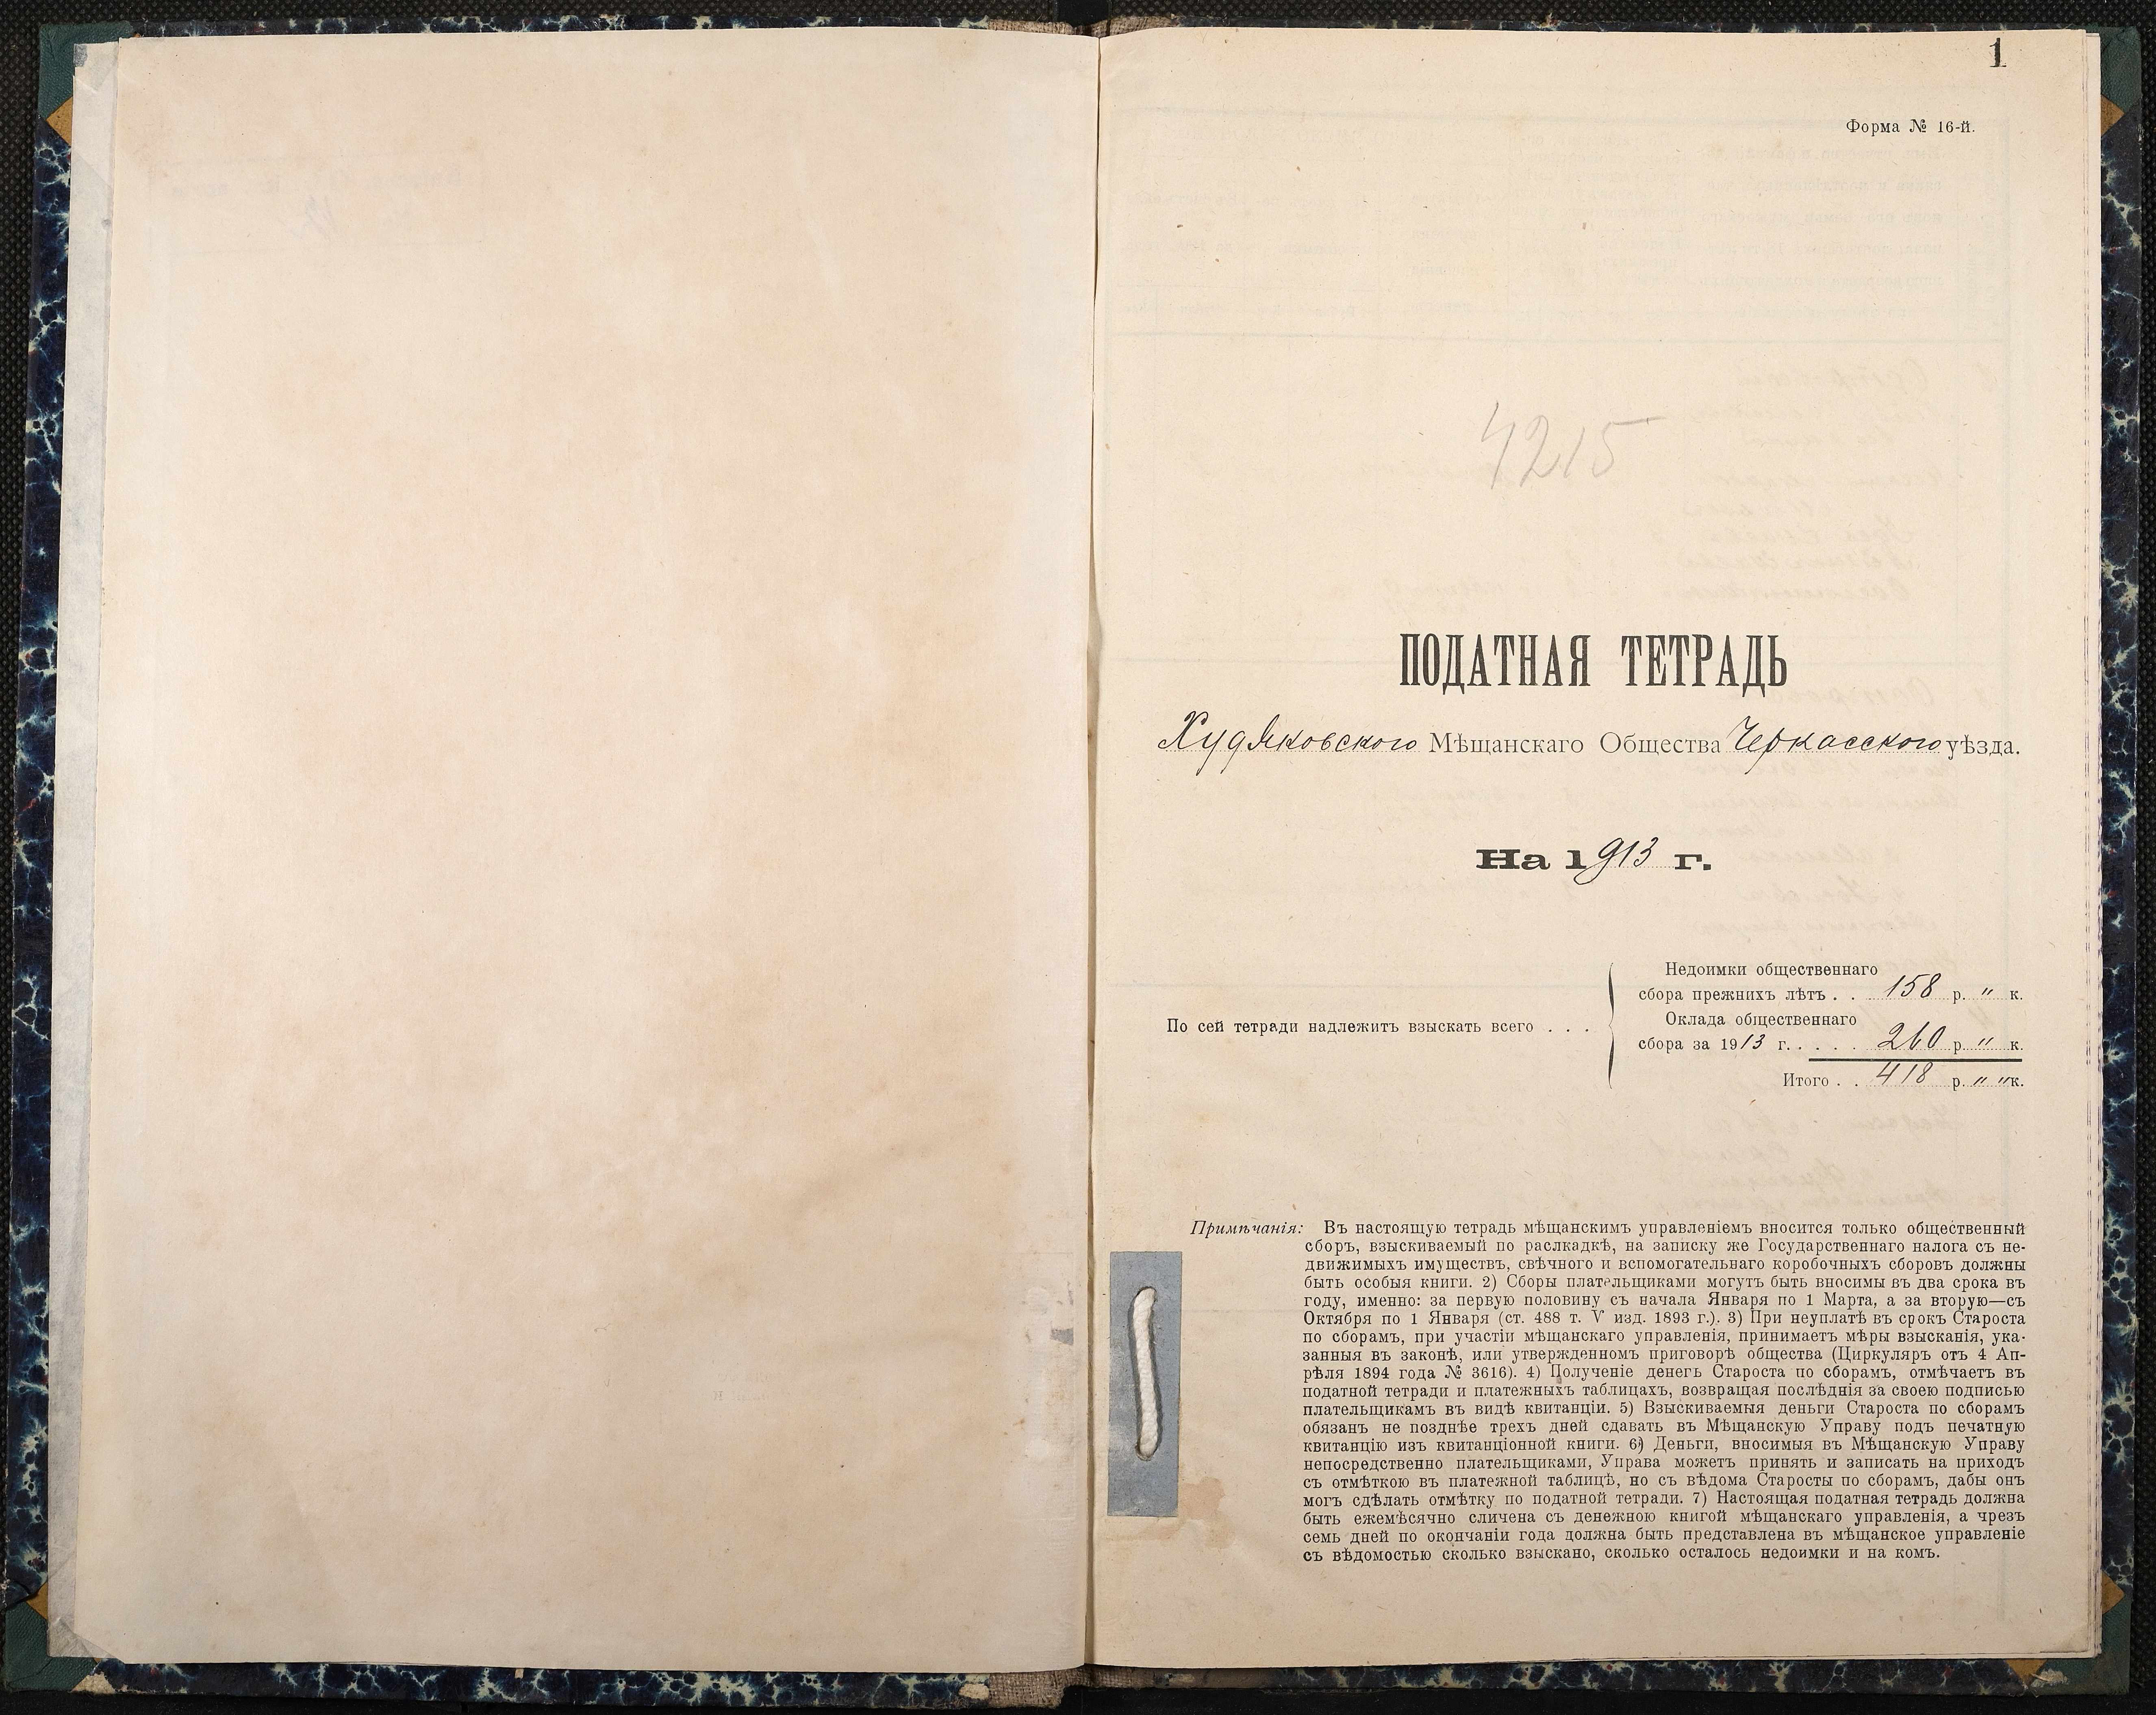 1
Форма № 16-й.
4215
ПОДАТНАЯ ТЕТРАДЬ
Худяковского Мѣщанскаго Общества Черкасского уѣзда.
На 1913 г.
Недоимки общественнаго
сбора прежнихъ лѣтъ . . 158 р. " к.
По сей тетради надлежитъ взыскать всего . . .
Оклада общественнаго
сбора за 1913 г. . . . . 260 р. " к.
Итого . . 418 р. " " к.
Примѣчанія: Въ настоящую тетрадь мѣщанскимъ управленіемъ вносится только общественный
сборъ, взыскиваемый по раслкадкѣ, на записку же Государственнаго налога съ не-
движимыхъ имуществъ, свѣчного и вспомогательнаго коробочныхъ сборовъ должны
быть особыя книги. 2) Сборы плательщиками могутъ быть вносимы въ два срока въ
году, именно: за первую половину съ начала Января по 1 Марта, а за вторую—съ
Октября по 1 Января (ст. 488 т. V изд. 1893 г.). 3) При неуплатѣ въ срокъ Староста
по сборамъ, при участіи мѣщанскаго управленія, принимаетъ мѣры взысканія, ука-
занныя въ законѣ, или утвержденномъ приговорѣ общества (Циркуляръ отъ 4 Ап-
рѣля 1894 года № 3616). 4) Полученіе денегъ Староста по сборамъ, отмѣчаетъ въ
податной тетради и платежныхъ таблицахъ, возвращая послѣднія за своею подписью
плательщикамъ въ видѣ квитанціи. 5) Взыскиваемыя деньги Староста по сборамъ
обязанъ не позднѣе трехъ дней сдавать въ Мѣщанскую Управу подъ печатную
квитанцію изъ квитанціонной книги. 6) Деньги, вносимыя въ Мѣщанскую Управу
непосредственно плательщиками, Управа можетъ принять и записать на приходъ
съ отмѣткою въ платежной таблицѣ, но съ вѣдома Старосты по сборамъ, дабы онъ
могъ сдѣлать отмѣтку по податной тетради. 7) Настоящая податная тетрадь должна
быть ежемѣсячно сличена съ денежною книгой мѣщанскаго управленія, а чрезъ
семь дней по окончаніи года должна быть представлена въ мѣщанское управленіе
съ вѣдомостью сколько взыскано, сколько осталось недоимки и на комъ.